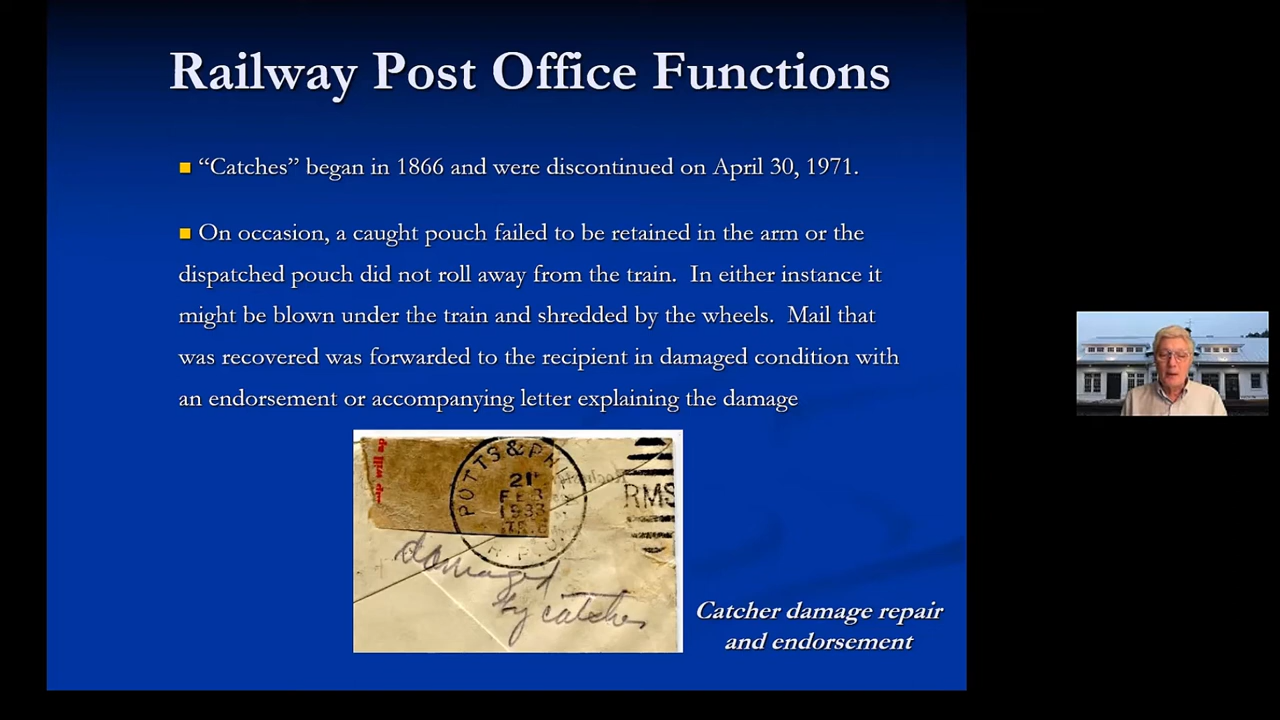 Railway Post Office Functions
“Catches” began in 1866 and were discontinued on April 30, 1971.
On occasion, a caught pouch failed to be retained in the arm or the
dispatched pouch did not roll away from the train. In either instance it
might be blown under the train and shredded by the wheels. Mail that
was recovered was forwarded to the recipient in damaged condition with
an endorsement or accompanying letter explaining the damage
will
POTTS & PHI
21
FEB
RMS
R.P.O.
damaged
by catcher
Catcher damage repair
and endorsement